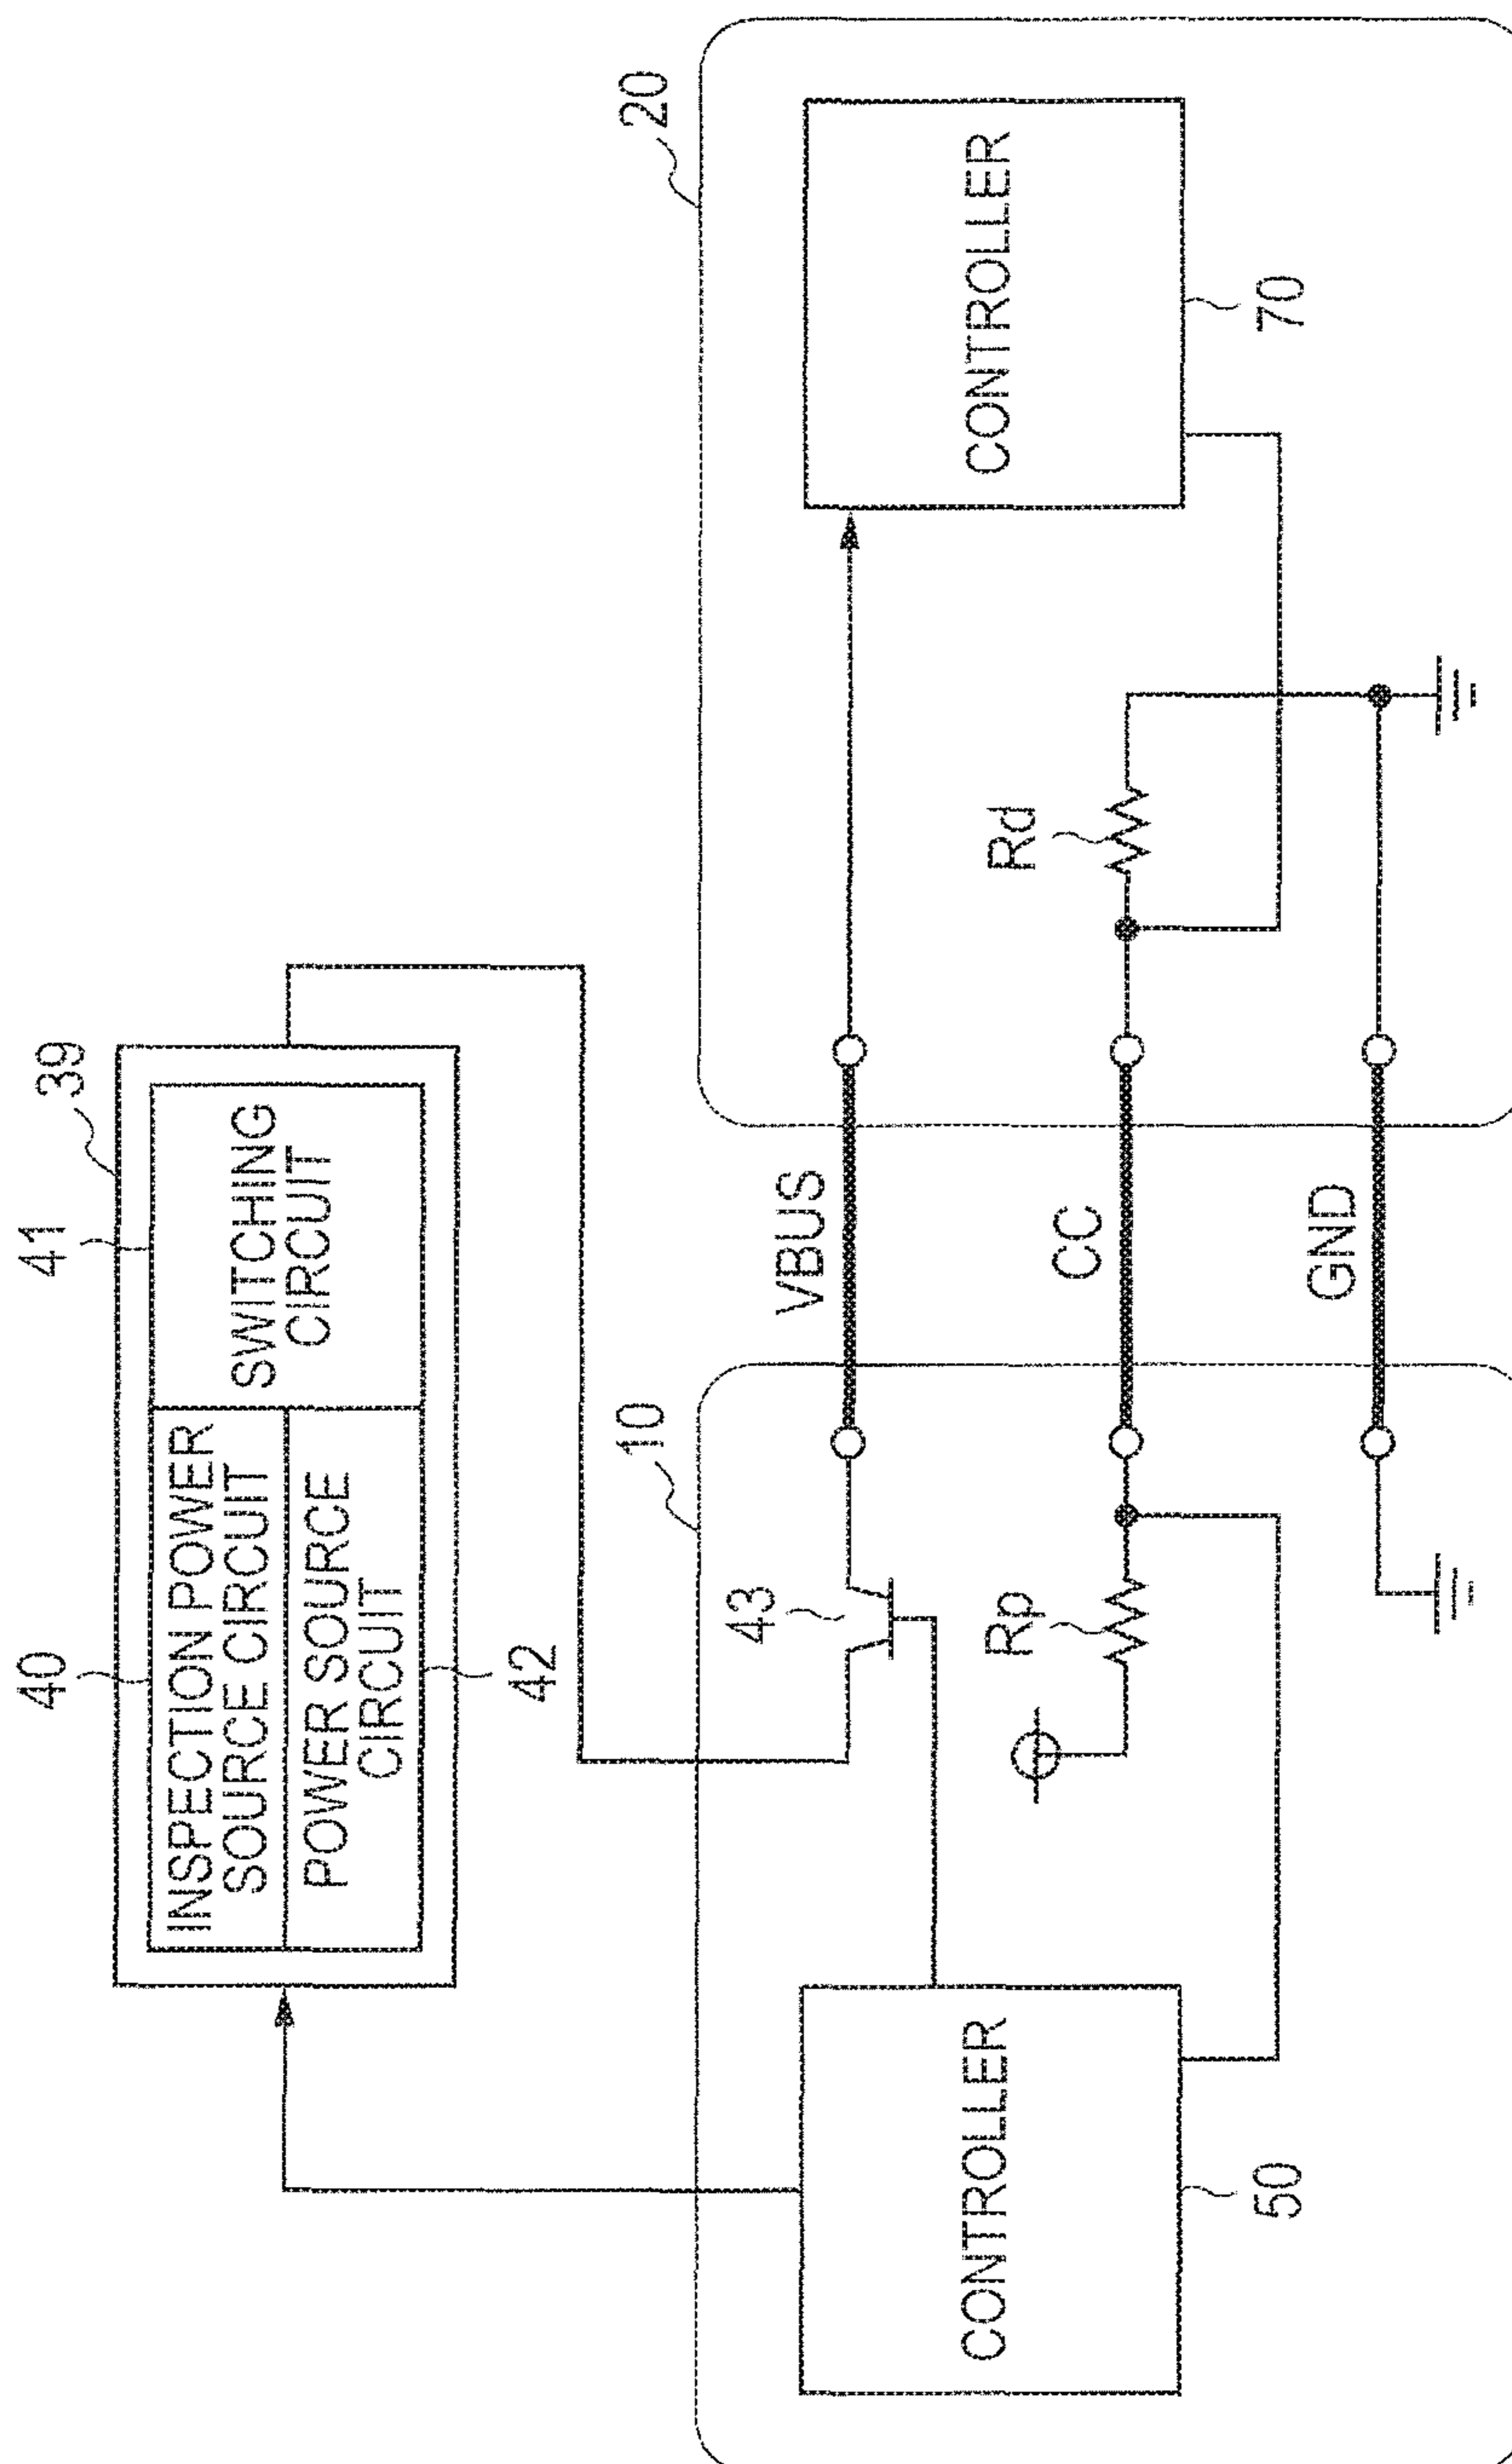 40
41
39
INSPECTION POWER
SOURCE CIRCUIT
SWITCHING
CIRCUIT
POWER SOURCE
CIRCUIT
42
10
20
43
VBUS
CONTROLLER
CONTROLLER
Rp
CC
Rd
50
GND
70